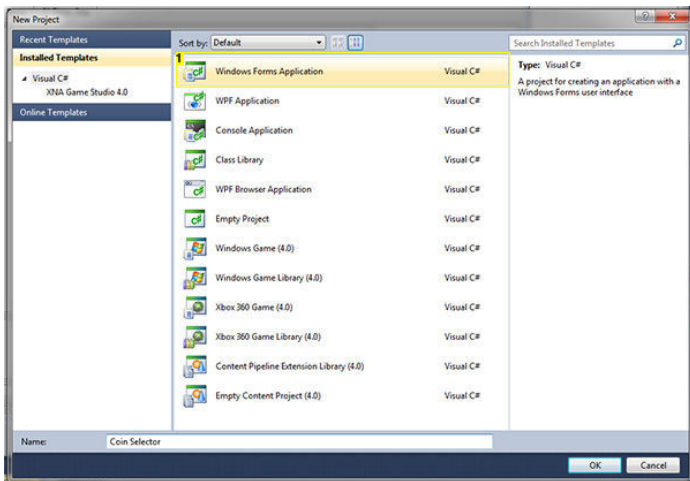 New Project
Recent Templates
Installed Templates
Visual C#
XNA Game Studio 4.0
Online Templates
Sort by: Default
Search Installed Templates
1
Windows Forms Application Visual C#
WPF Application Visual C#
Console Application Visual C#
Class Library Visual C#
WPF Browser Application Visual C#
Empty Project Visual C#
Windows Game (4.0) Visual C#
Windows Game Library (4.0) Visual C#
Xbox 360 Game (4.0) Visual C#
Xbox 360 Game Library (4.0) Visual C#
Content Pipeline Extension Library (4.0) Visual C#
Empty Content Project (4.0) Visual C#
Type: Visual C#
A project for creating an application with a
Windows Forms user interface
Name: Coin Selector
OK Cancel